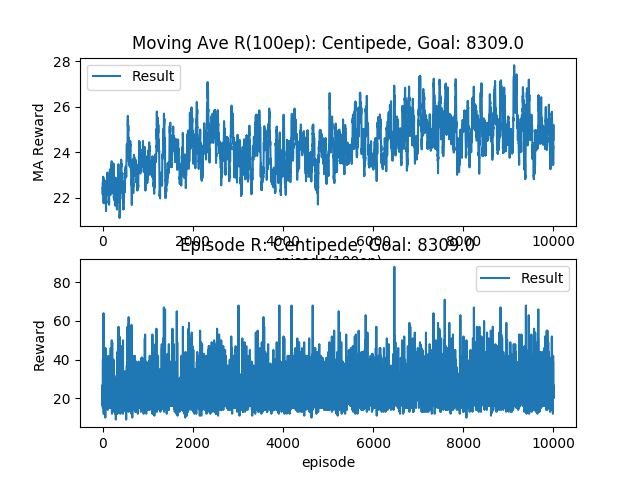 Moving Ave R(100ep): Centipede, Goal: 8309.0
28
26
24
22
MA Reward
Result
0 2000 4000 6000 8000 10000
episode(100ep)
Episode R: Centipede, Goal: 8309.0
80
60
40
20
Reward
Result
0 2000 4000 6000 8000 10000
episode